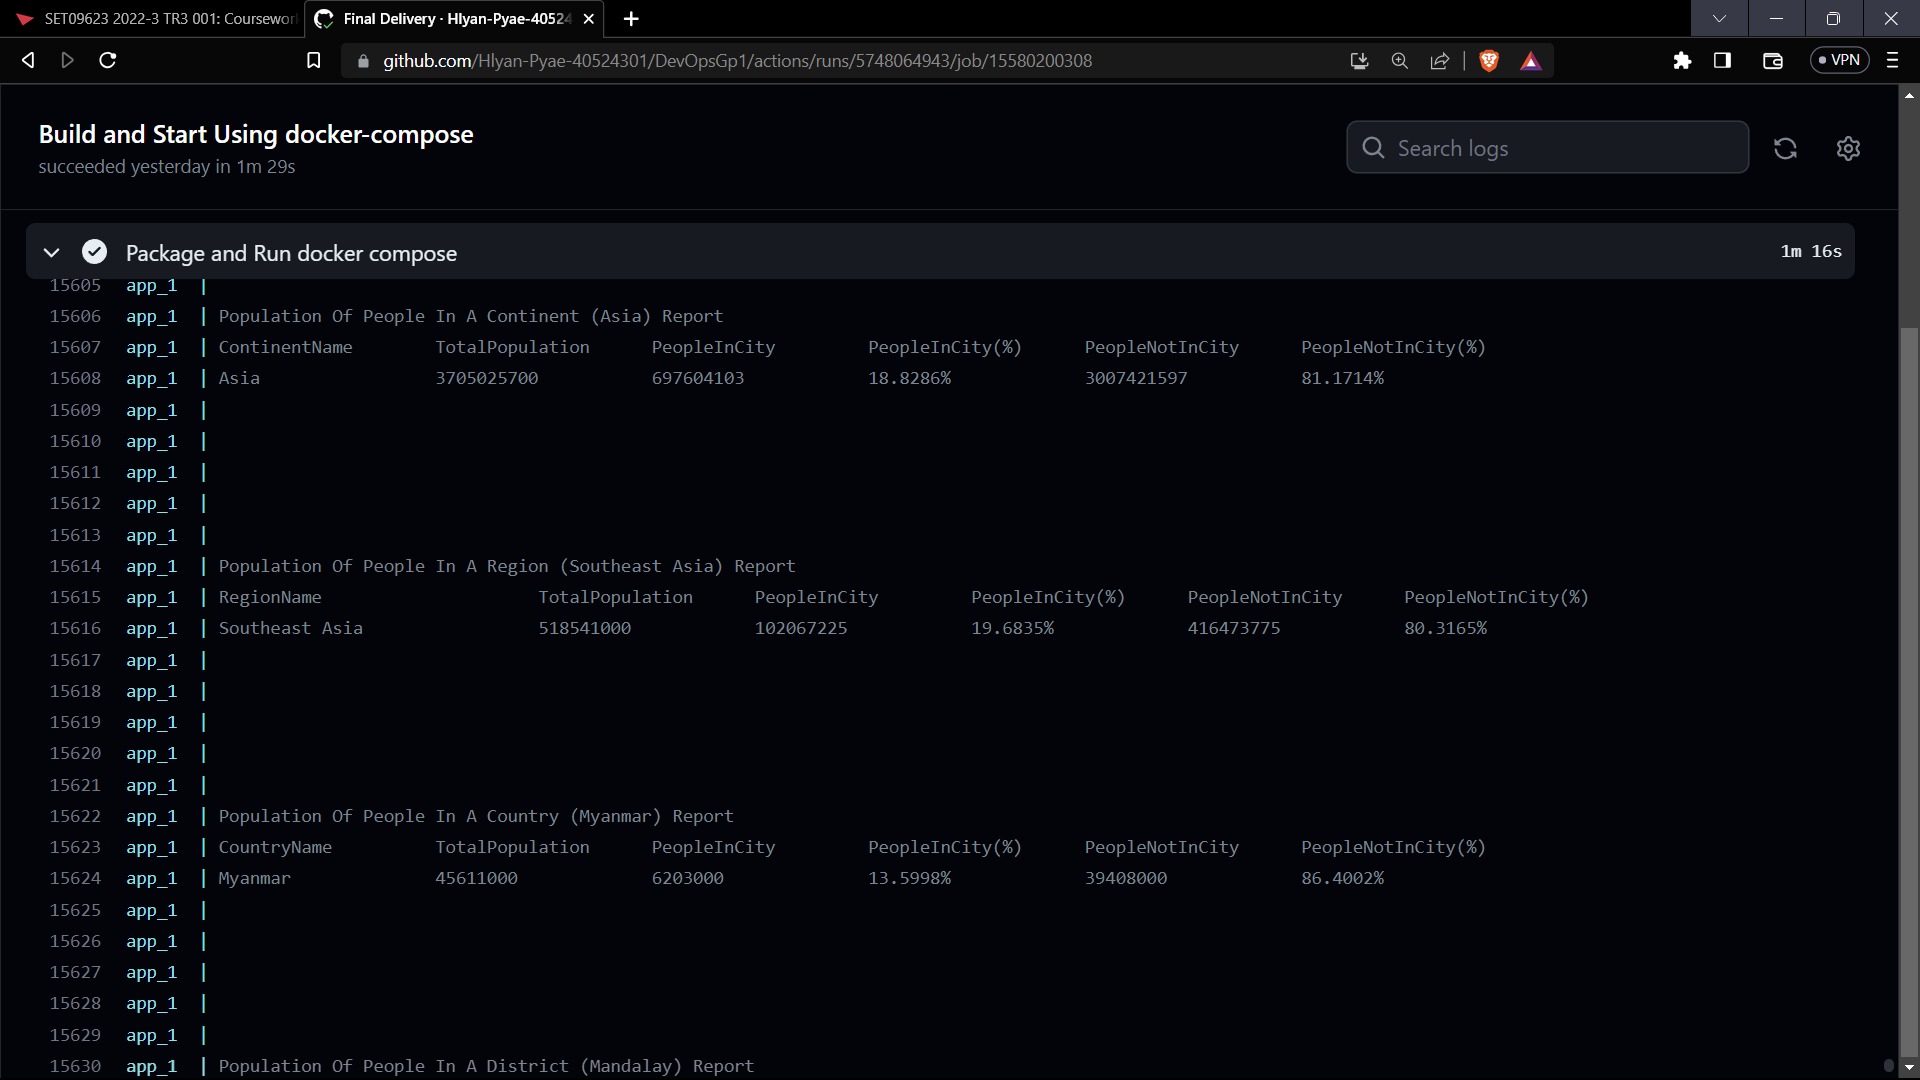 SET09623 2022-3 TR3 001: Coursewor
Final Delivery · Hlyan-Pyae-4052
github.com/Hlyan-Pyae-40524301/DevOpsGp1/actions/runs/5748064943/job/15580200308
VPN
Build and Start Using docker-compose
succeeded yesterday in 1m 29s
Search logs
Package and Run docker compose 1m 16s
15605 app_1 |
15606 app_1 | Population Of People In A Continent (Asia) Report
15607 app_1 | ContinentName TotalPopulation PeopleInCity PeopleInCity(%) PeopleNotInCity PeopleNotInCity(%)
15608 app_1 | Asia 3705025700 697604103 18.8286% 3007421597 81.1714%
15609 app_1 |
15610 app_1 |
15611 app_1 |
15612 app_1 |
15613 app_1 |
15614 app_1 | Population Of People In A Region (Southeast Asia) Report
15615 app_1 | RegionName TotalPopulation PeopleInCity PeopleInCity(%) PeopleNotInCity PeopleNotInCity(%)
15616 app_1 | Southeast Asia 518541000 102067225 19.6835% 416473775 80.3165%
15617 app_1 |
15618 app_1 |
15619 app_1 |
15620 app_1 |
15621 app_1 |
15622 app_1 | Population Of People In A Country (Myanmar) Report
15623 app_1 | CountryName TotalPopulation PeopleInCity PeopleInCity(%) PeopleNotInCity PeopleNotInCity(%)
15624 app_1 | Myanmar 45611000 6203000 13.5998% 39408000 86.4002%
15625 app_1 |
15626 app_1 |
15627 app_1 |
15628 app_1 |
15629 app_1 |
15630 app_1 | Population Of People In A District (Mandalay) Report